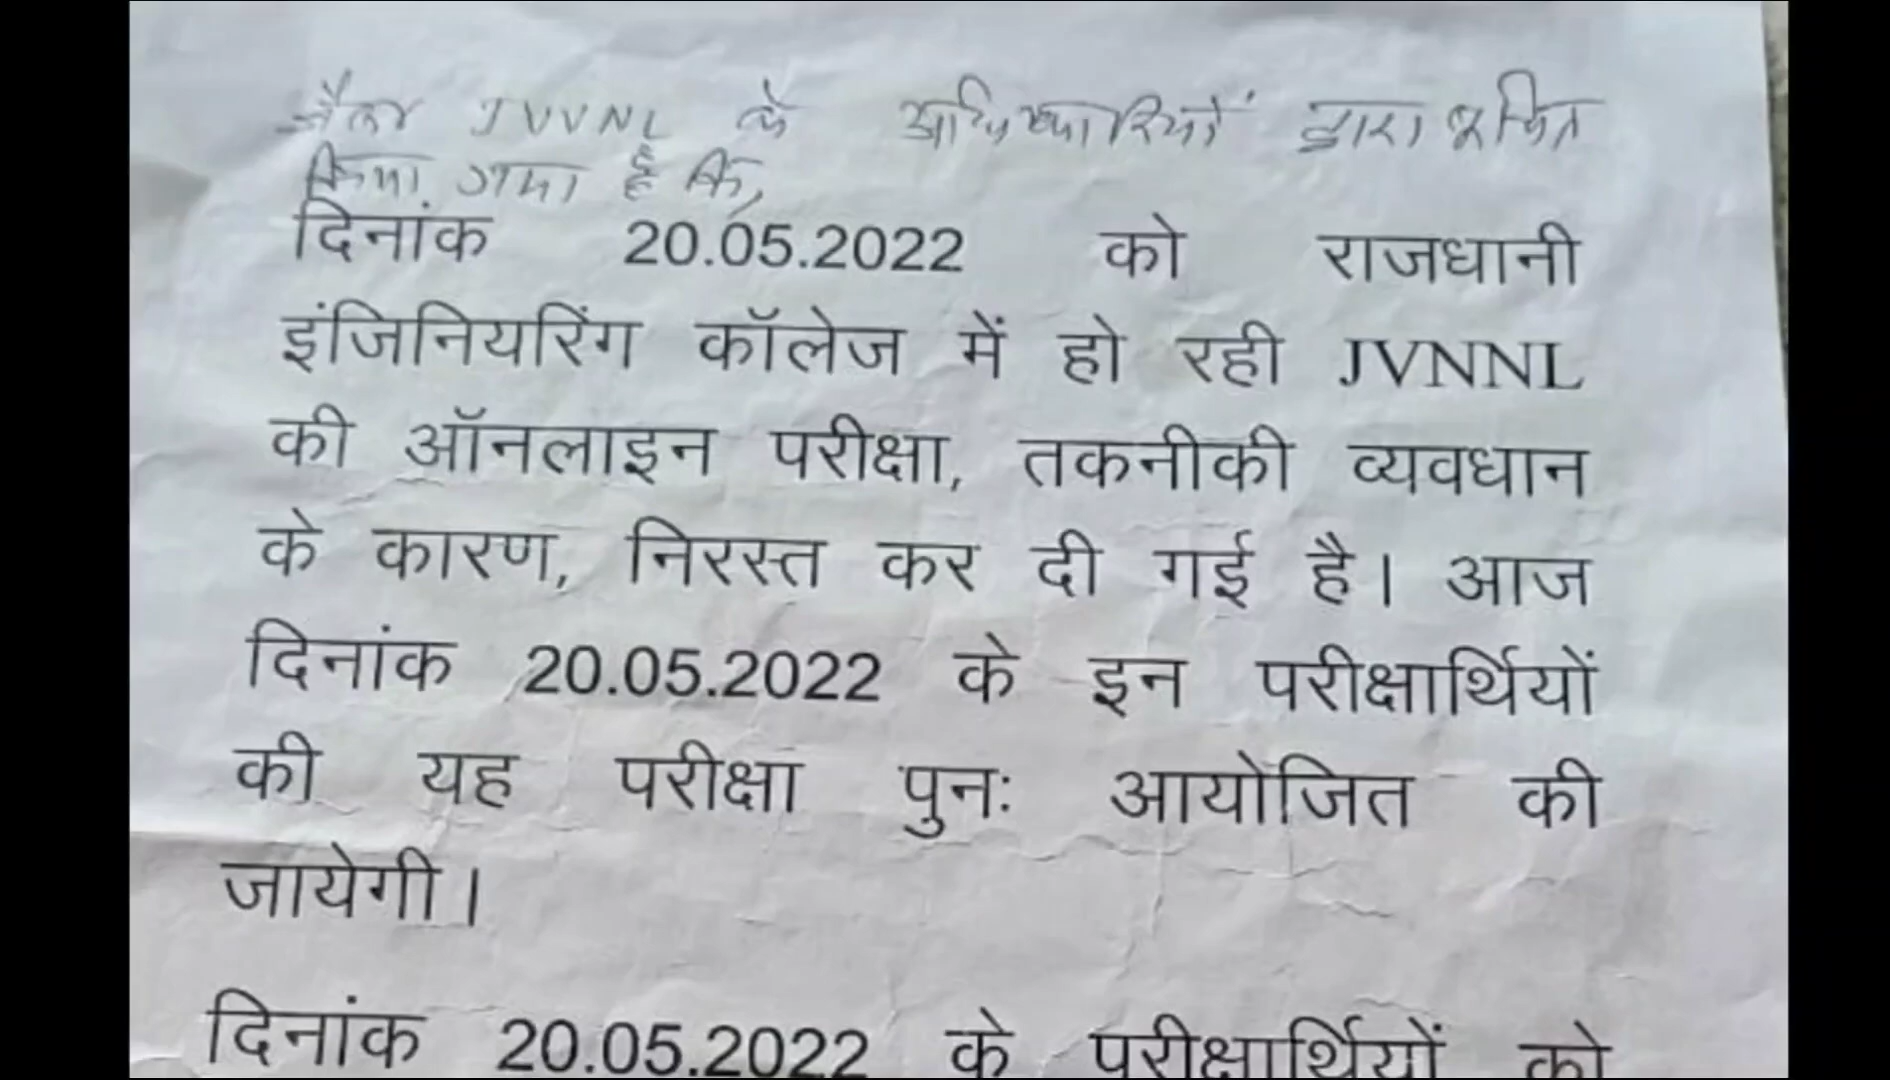 जैसा JVVNL के अधिकारियों द्वारा सूचित
किया गया है कि,
दिनांक 20.05.2022 को राजधानी
इंजिनियरिंग कॉलेज में हो रही JVNNL
की ऑनलाइन परीक्षा, तकनीकी व्यवधान
के कारण, निरस्त कर दी गई है। आज
दिनांक 20.05.2022 के इन परीक्षार्थियों
की यह परीक्षा पुनः आयोजित की
जायेगी।
दिनांक 20.05.2022 के परीक्षार्थियों को